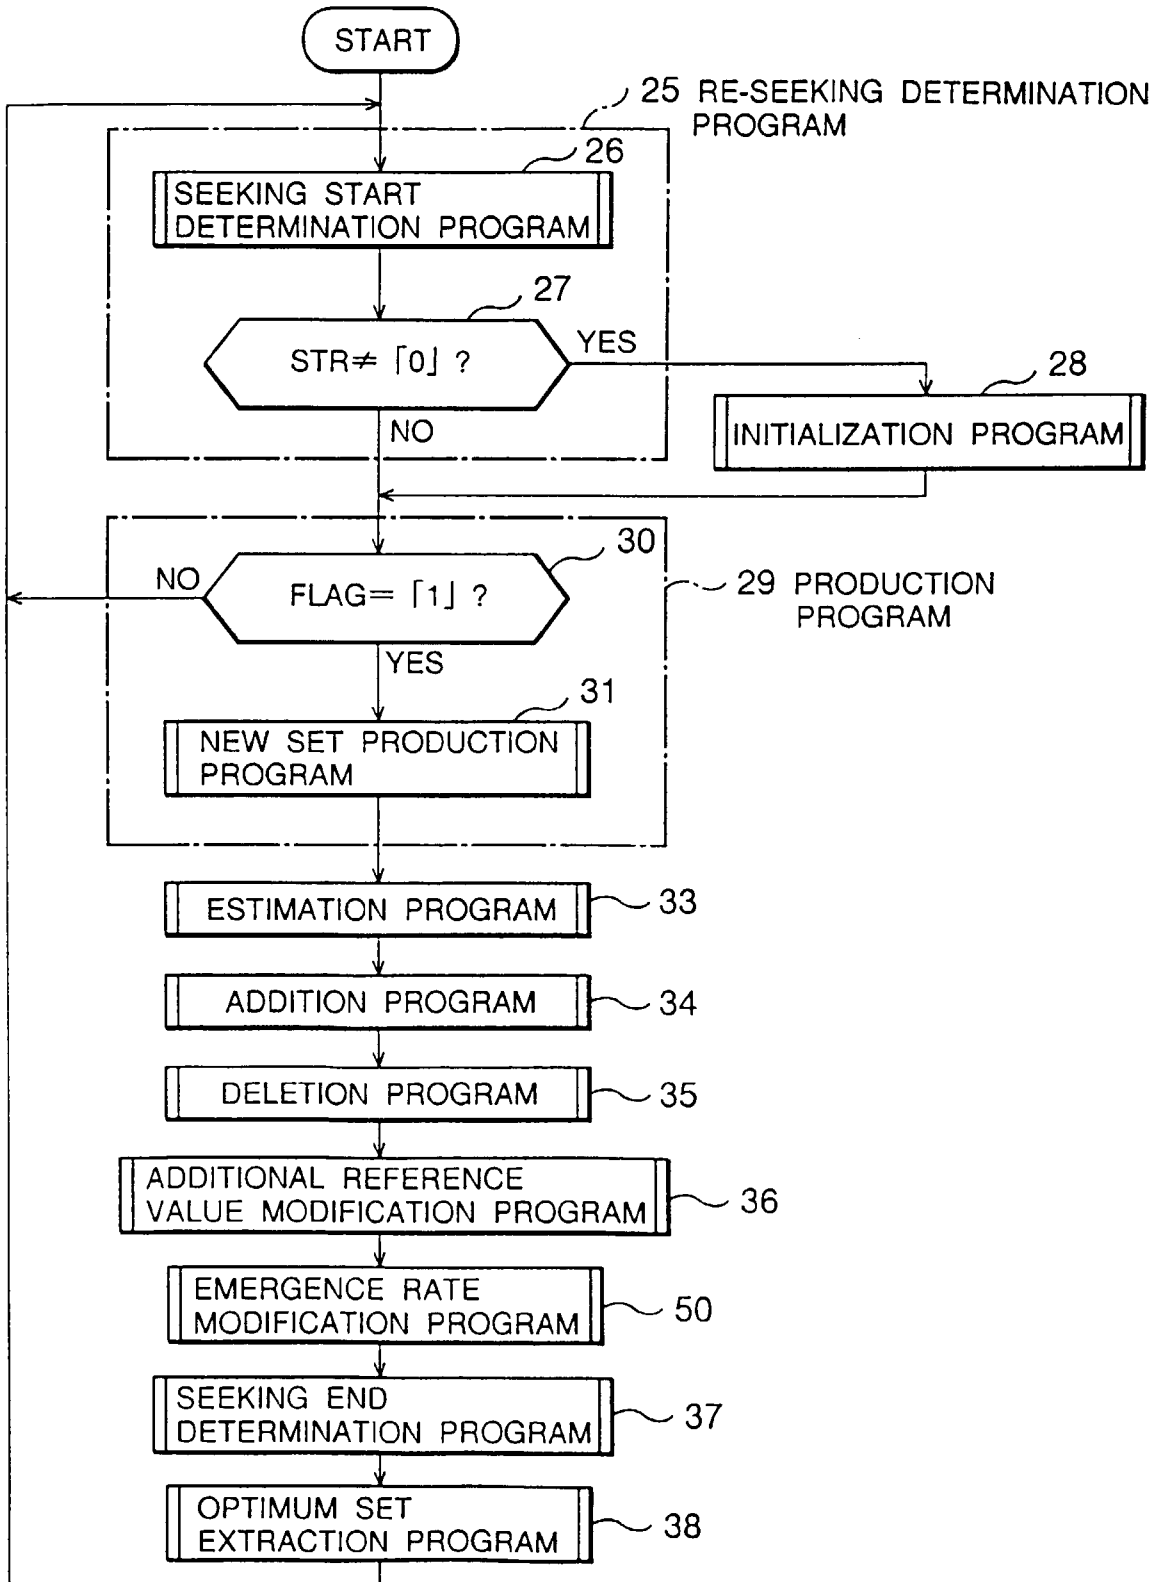 START
25 RE-SEEKING DETERMINATION
PROGRAM
26
SEEKING START
DETERMINATION PROGRAM
27
STR≠「0」?
YES
NO
28
INITIALIZATION PROGRAM
30
FLAG=「1」?
NO
YES
29 PRODUCTION
PROGRAM
31
NEW SET PRODUCTION
PROGRAM
ESTIMATION PROGRAM
33
ADDITION PROGRAM
34
DELETION PROGRAM
35
ADDITIONAL REFERENCE
VALUE MODIFICATION PROGRAM
36
EMERGENCE RATE
MODIFICATION PROGRAM
50
SEEKING END
DETERMINATION PROGRAM
37
OPTIMUM SET
EXTRACTION PROGRAM
38